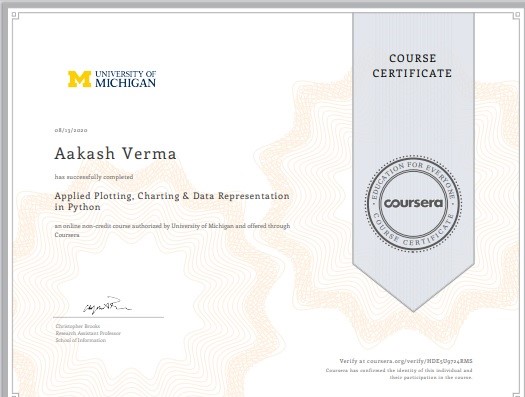 UNIVERSITY OF
MICHIGAN
COURSE
CERTIFICATE
08/13/2020
Aakash Verma
has successfully completed
Applied Plotting, Charting & Data Representation
in Python
an online non-credit course authorized by University of Michigan and offered through
Coursera
EDUCATION FOR EVERYONE
coursera
COURSE CERTIFICATE
Christopher Brooks
Research Assistant Professor
School of Information
Verify at coursera.org/verify/HDE5U9724RMS
Coursera has confirmed the identity of this individual and
their participation in the course.